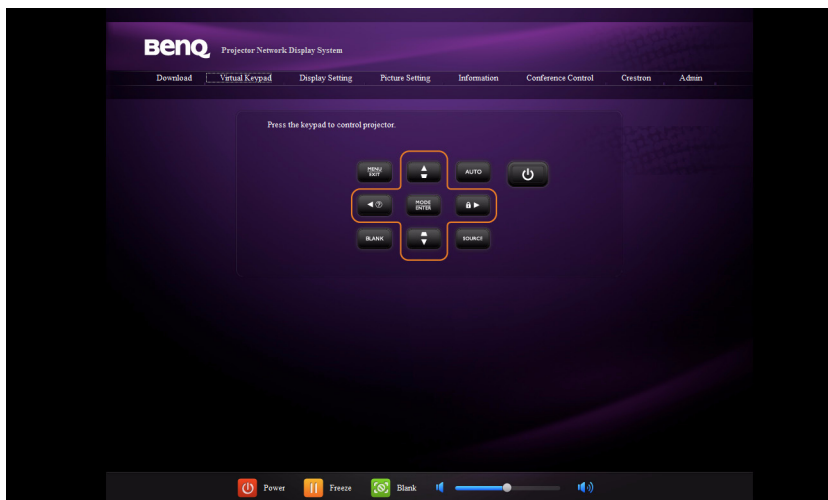 BenQ Projector Network Display System
Download Virtual Keypad Display Setting Picture Setting Information Conference Control Crestron Admin
Press the keypad to control projector.
MENU
EXIT
AUTO
?
MODE
ENTER
BLANK
SOURCE
Power Freeze Blank